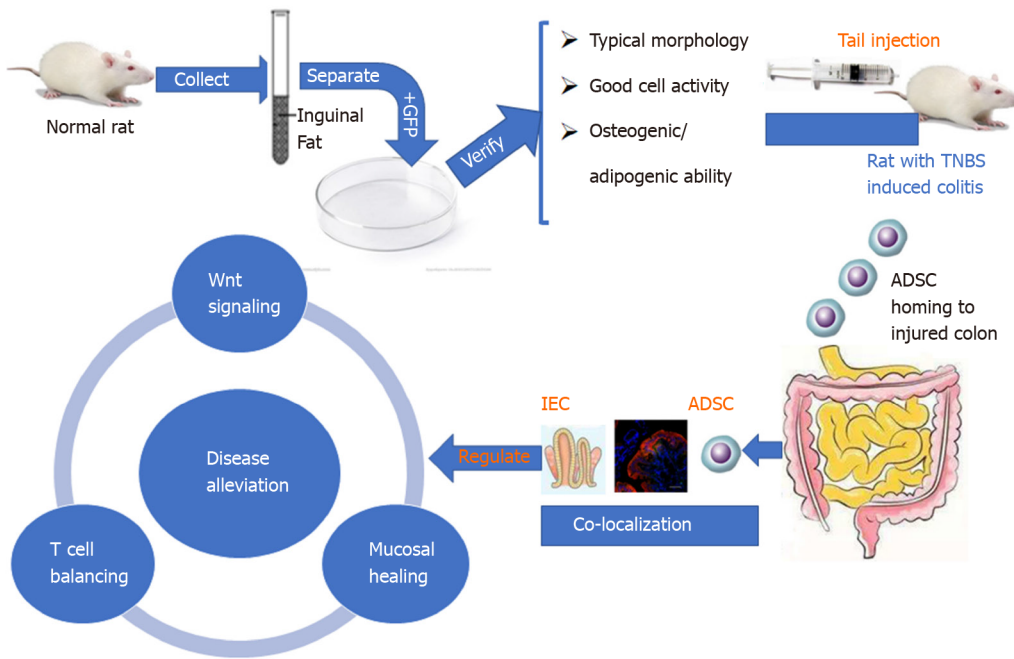 Normal rat
Collect
Inguinal
Fat
Separate
+GFP
Verify
Typical morphology
Good cell activity
Osteogenic/
adipogenic ability
Tail injection
Rat with TNBS
induced colitis
ADSC
homing to
injured colon
IEC
ADSC
Co-localization
Regulate
Wnt
signaling
Disease
alleviation
T cell
balancing
Mucosal
healing